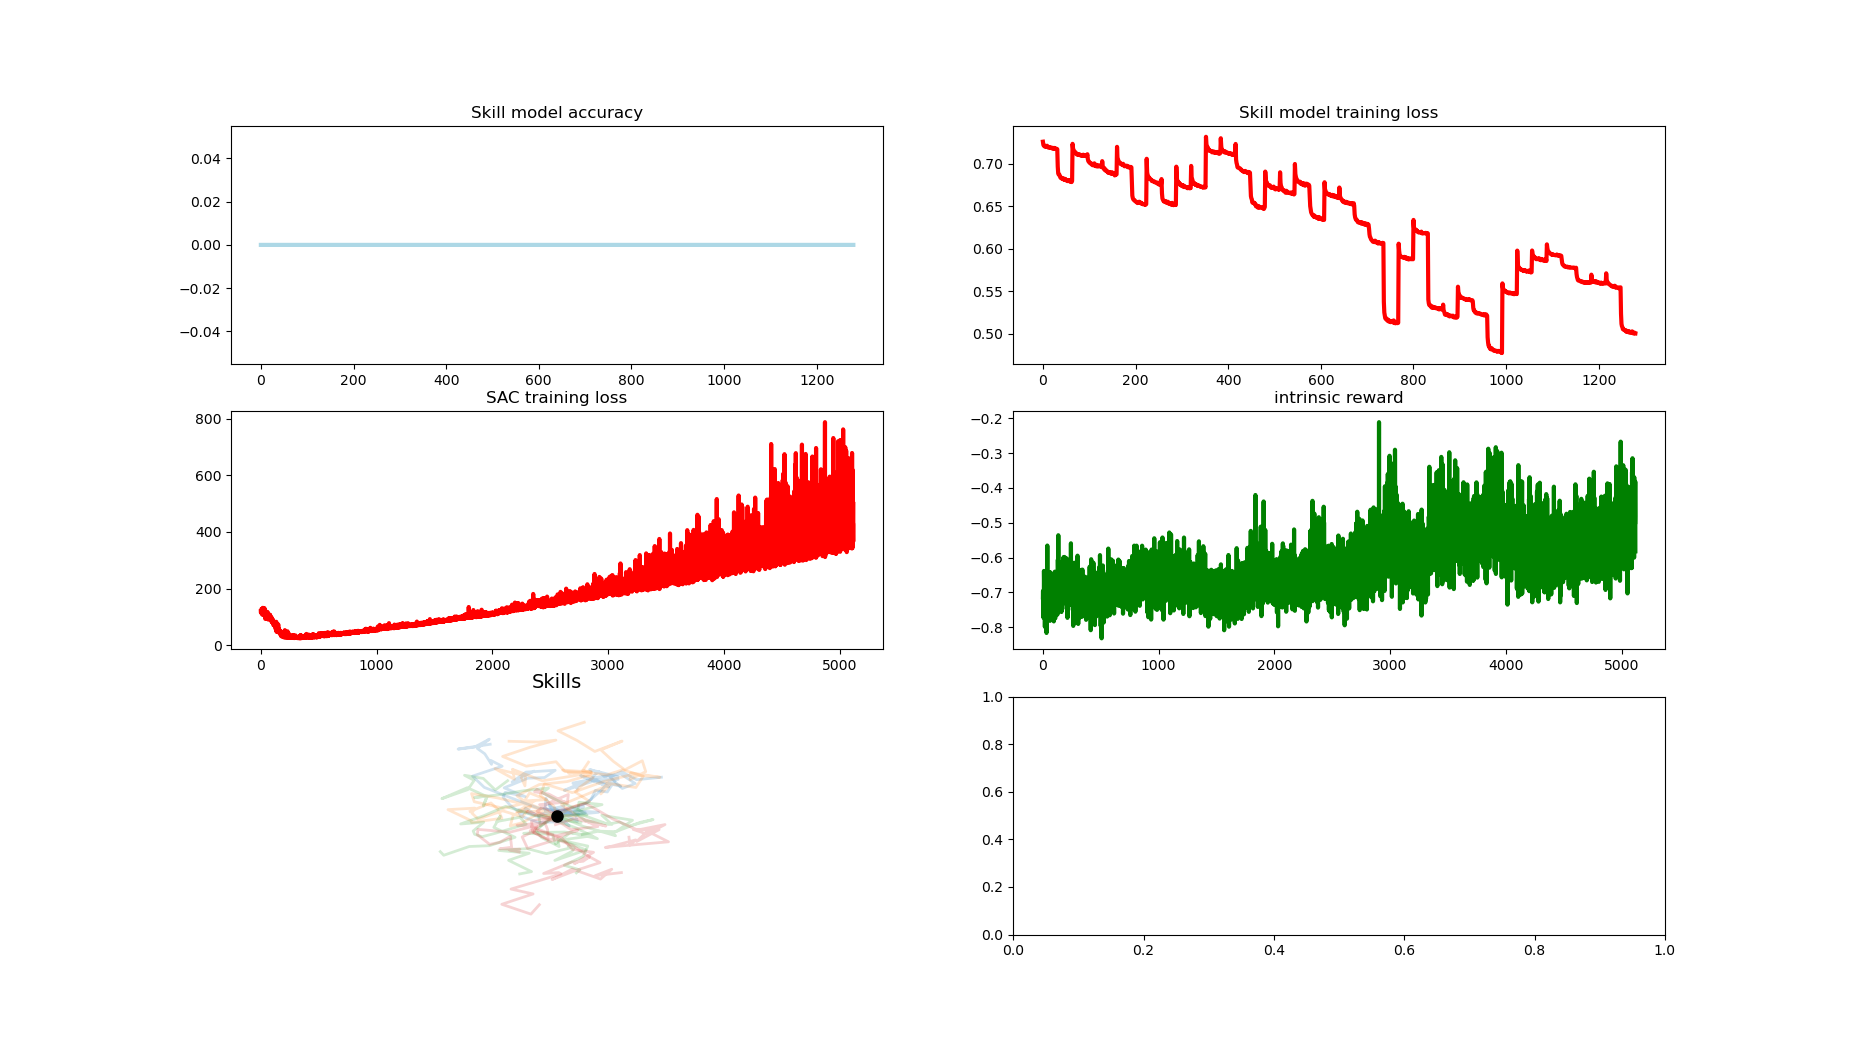 Skill model accuracy
0.04
0.02
0.00
−0.02
−0.04
0 200 400 600 800 1000 1200
Skill model training loss
0.70
0.65
0.60
0.55
0.50
0 200 400 600 800 1000 1200
SAC training loss
800
600
400
200
0
0 1000 2000 3000 4000 5000
intrinsic reward
−0.2
−0.3
−0.4
−0.5
−0.6
−0.7
−0.8
0 1000 2000 3000 4000 5000
Skills
1.0
0.8
0.6
0.4
0.2
0.0
0.0 0.2 0.4 0.6 0.8 1.0